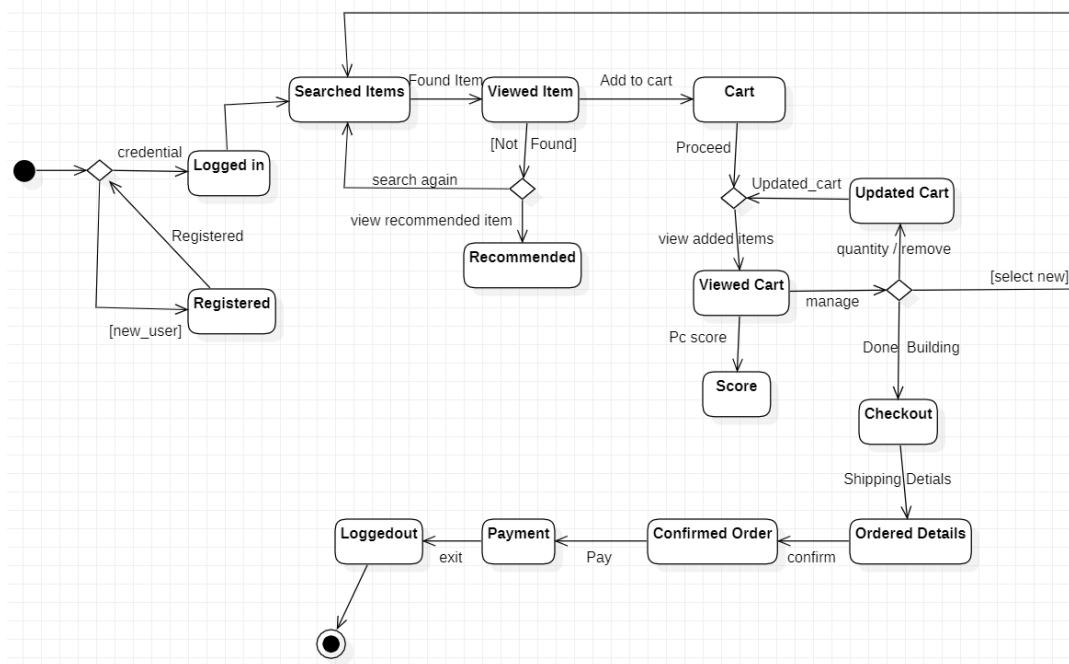 Found Item
Add to cart
Searched Items
Viewed Item
Cart
[Not Found]
Proceed
credential
Logged in
search again
Updated_cart
Updated Cart
view recommended item
Registered
view added items
quantity / remove
Recommended
[select new]
Viewed Cart
manage
Registered
[new_user]
Pc score
Done Building
Score
Checkout
Shipping Detials
Loggedout
Payment
Confirmed Order
Ordered Details
exit
Pay
confirm